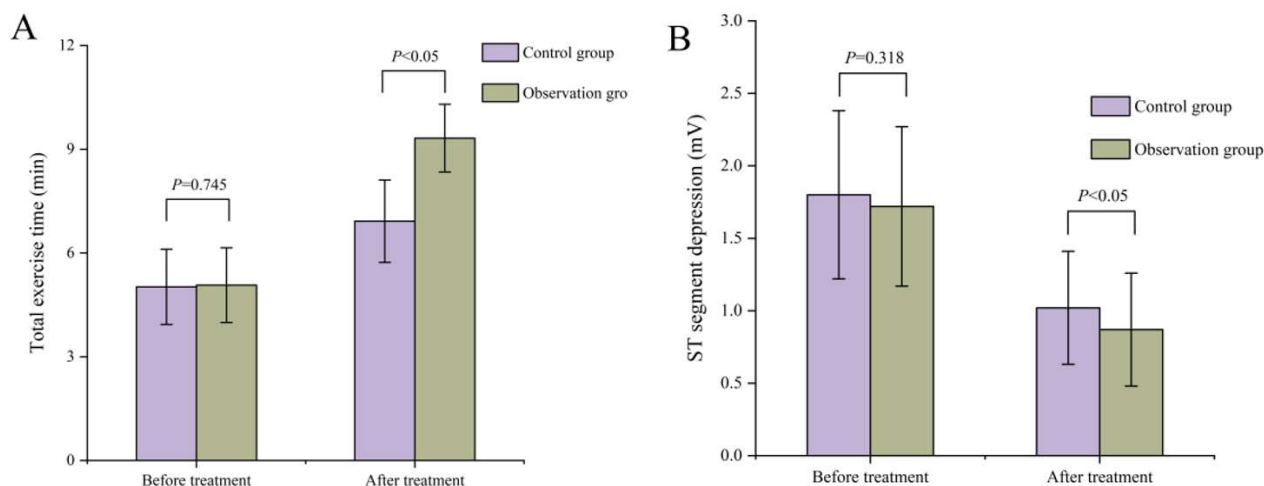 A
Total exercise time (min)
12
9
6
3
0
P=0.745
P<0.05
Control group
Observation gro
Before treatment
After treatment
B
ST segment depression (mV)
3.0
2.5
2.0
1.5
1.0
0.5
0.0
P=0.318
P<0.05
Control group
Observation group
Before treatment
After treatment